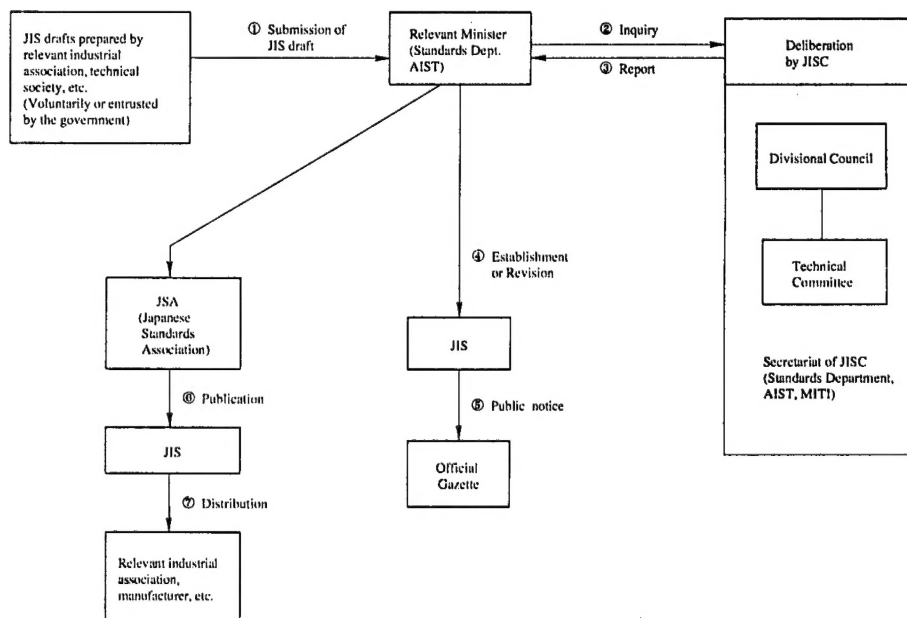 JIS drafts prepared by
relevant industrial
association, technical
society, etc.
(Voluntarily or entrusted
by the government)
① Submission of
JIS draft
Relevant Minister
(Standards Dept.
AIST)
② Inquiry
③ Report
Deliberation
by JISC
Divisional Council
Technical
Committee
Secretariat of JISC
(Standards Department,
AIST, MITI)
④ Establishment
or Revision
JIS
⑤ Public notice
Official
Gazette
JSA
(Japanese
Standards
Association)
⑥ Publication
JIS
⑦ Distribution
Relevant industrial
association,
manufacturer, etc.